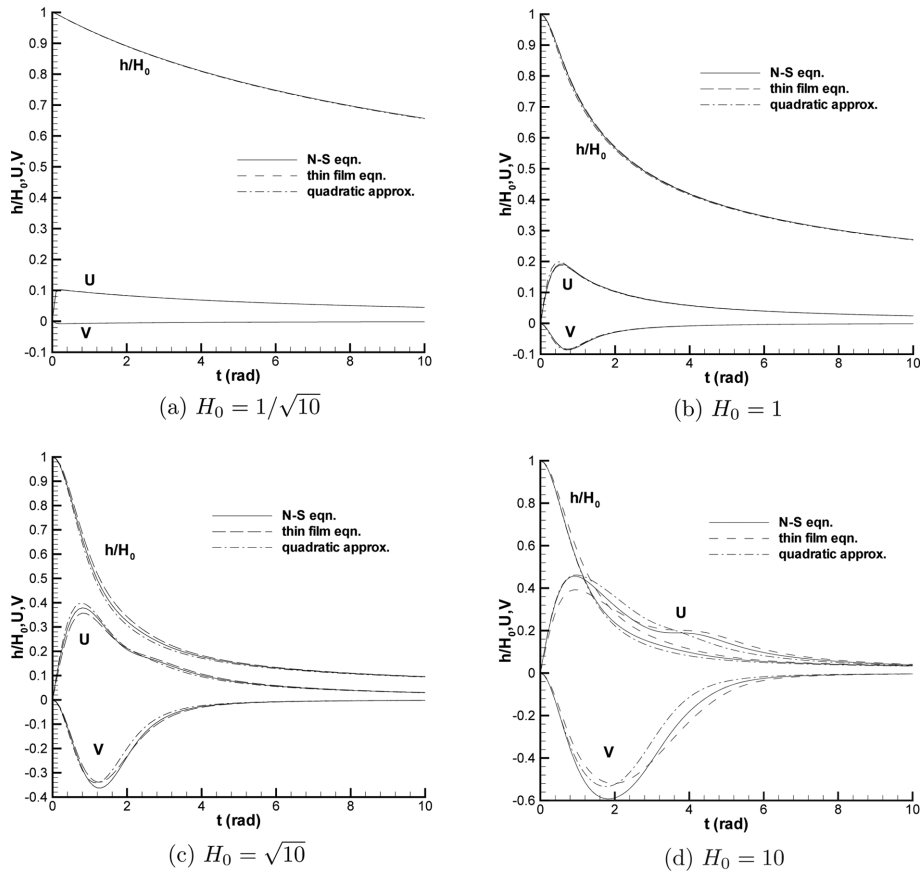 h/H₀,U,V
1
0.9
0.8
0.7
0.6
0.5
0.4
0.3
0.2
0.1
0
-0.1
h/H₀
N-S eqn.
thin film eqn.
quadratic approx.
U
V
0 2 4 6 8 10
t (rad)
(a) H₀ = 1/√10
h/H₀,U,V
1
0.9
0.8
0.7
0.6
0.5
0.4
0.3
0.2
0.1
0
-0.1
N-S eqn.
thin film eqn.
quadratic approx.
h/H₀
U
V
0 2 4 6 8 10
t (rad)
(b) H₀ = 1
h/H₀,U,V
1
0.9
0.8
0.7
0.6
0.5
0.4
0.3
0.2
0.1
0
-0.1
-0.2
-0.3
-0.4
N-S eqn.
thin film eqn.
quadratic approx.
h/H₀
U
V
0 2 4 6 8 10
t (rad)
(c) H₀ = √10
h/H₀,U,V
1
0.8
0.6
0.4
0.2
0
-0.2
-0.4
-0.6
h/H₀
N-S eqn.
thin film eqn.
quadratic approx.
U
V
0 2 4 6 8 10
t (rad)
(d) H₀ = 10